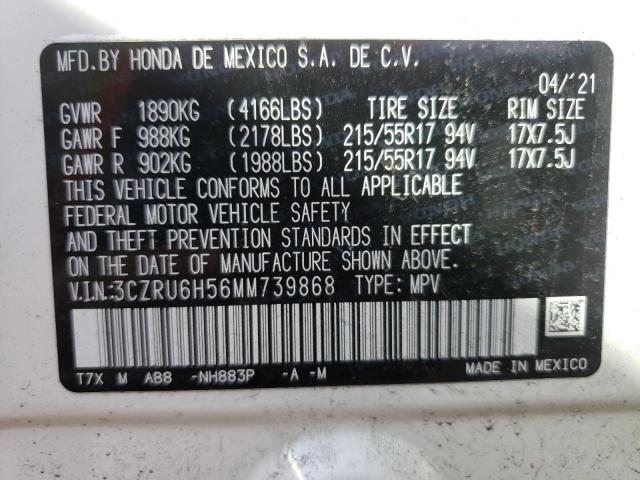 MFD.BY HONDA DE MEXICO S.A. DE C.V.
04/'21
GVWR 1890KG (4166LBS) TIRE SIZE RIM SIZE
GAWR F 988KG (2178LBS) 215/55R17 94V 17X7.5J
GAWR R 902KG (1988LBS) 215/55R17 94V 17X7.5J
THIS VEHICLE CONFORMS TO ALL APPLICABLE
FEDERAL MOTOR VEHICLE SAFETY
AND THEFT PREVENTION STANDARDS IN EFFECT
ON THE DATE OF MANUFACTURE SHOWN ABOVE.
V.I.N.:3CZRU6H56MM739868 TYPE: MPV
T7X M AB8 -NH883P -A -M
MADE IN MEXICO